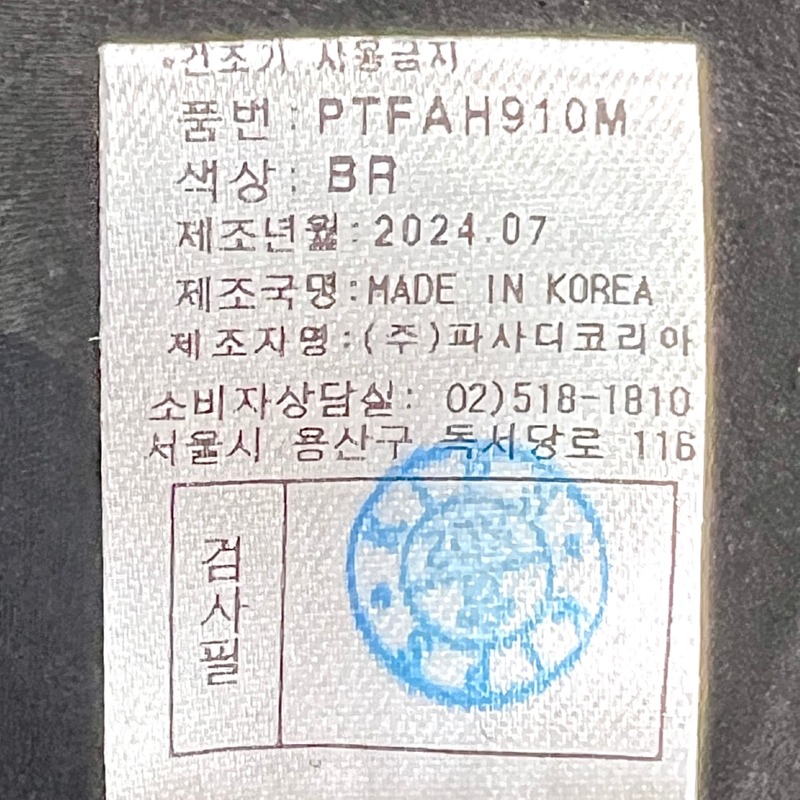 ·건조기 사용금지
품번: PTFAH910M
색상: BR
제조년월:2024.07
제조국명:MADE IN KOREA
제조자명:(주)파사디코리아
소비자상담실: 02)518-1810
서울시 용산구 독서당로 116
검사필